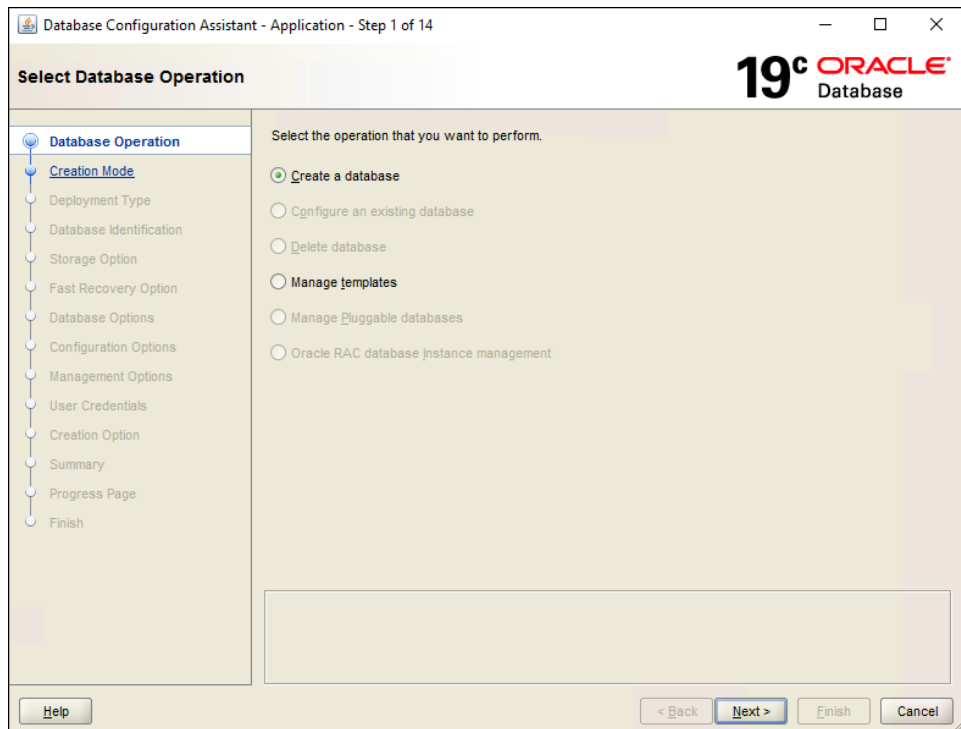 Database Configuration Assistant - Application - Step 1 of 14
Select Database Operation
19c ORACLE
Database
Database Operation
Creation Mode
Deployment Type
Database Identification
Storage Option
Fast Recovery Option
Database Options
Configuration Options
Management Options
User Credentials
Creation Option
Summary
Progress Page
Finish
Select the operation that you want to perform.
Create a database
Configure an existing database
Delete database
Manage templates
Manage Pluggable databases
Oracle RAC database Instance management
Help
< Back
Next >
Finish
Cancel